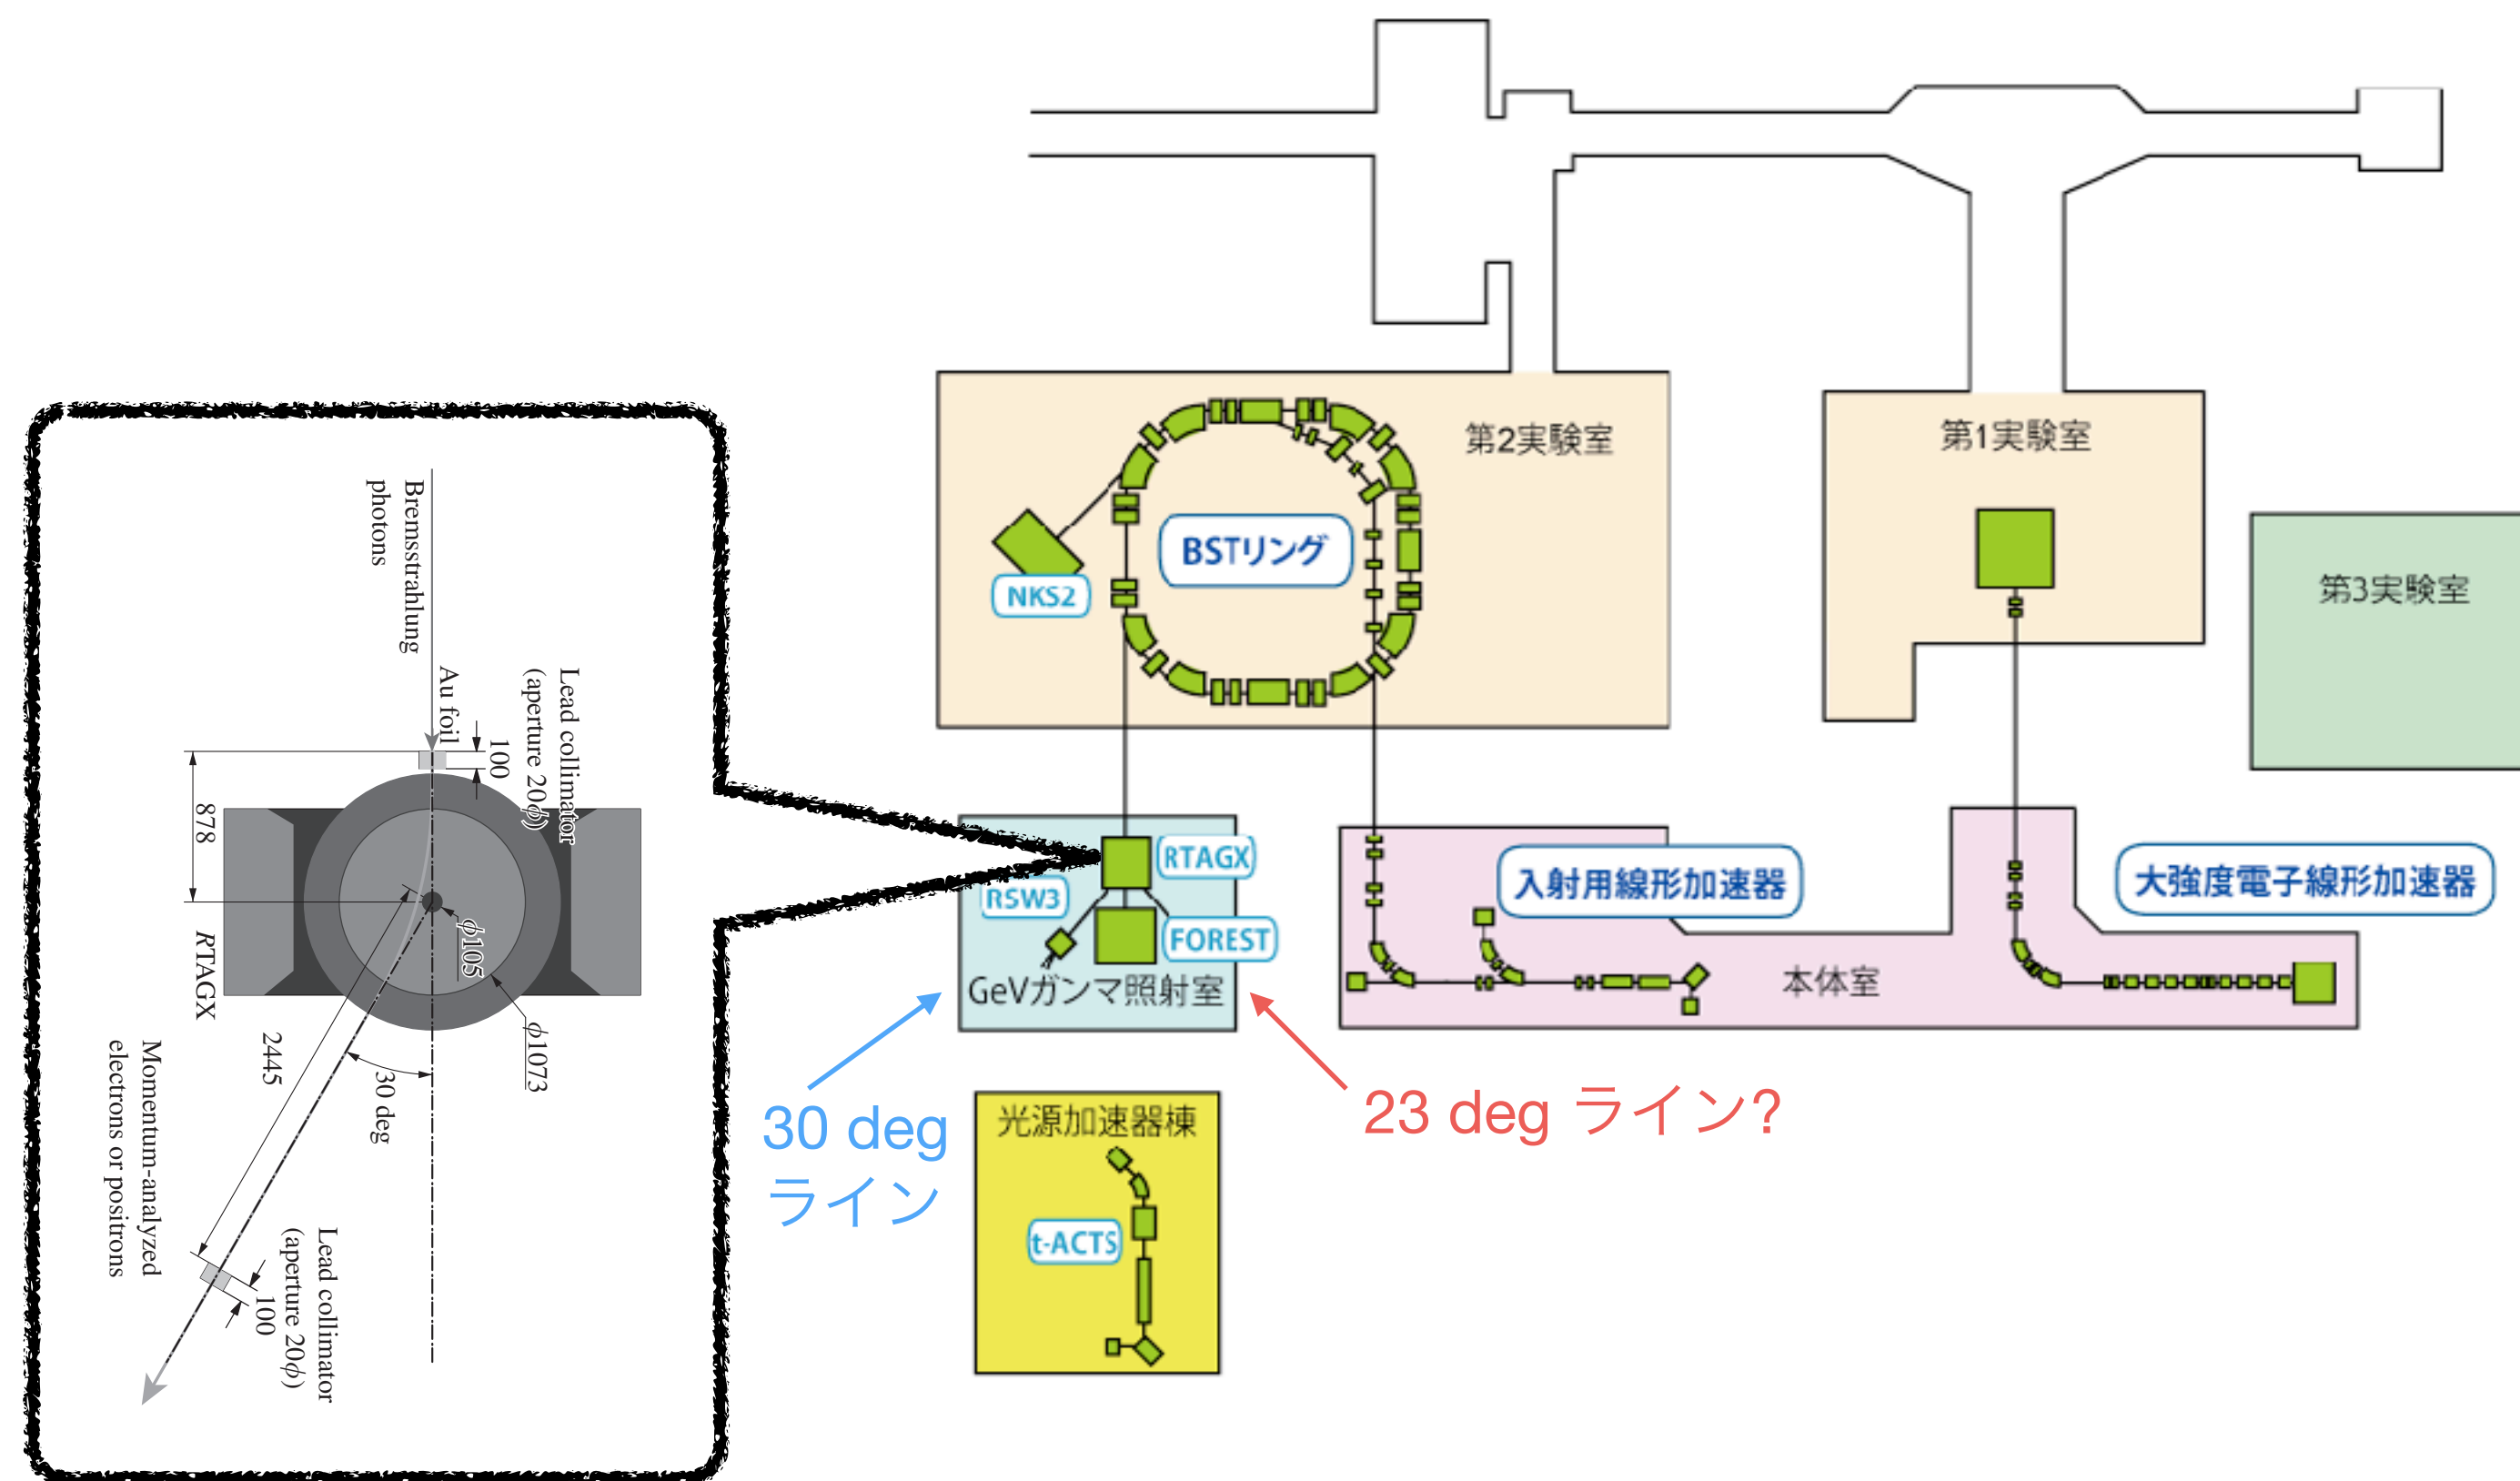 第2実験室
第1実験室
第3実験室
BSTリング
NKS2
RTAGX
RSW3
FOREST
GeVガンマ照射室
入射用線形加速器
大強度電子線形加速器
本体室
光源加速器棟
t-ACTS
30 deg
ライン
23 deg ライン?
Bremsstrahlung
photons
Au foil
Lead collimator
(aperture 20ϕ)
100
878
RTAGX
ϕ1105
ϕ1073
2445
30 deg
Momentum-analyzed
electrons or positrons
Lead collimator
(aperture 20ϕ)
100